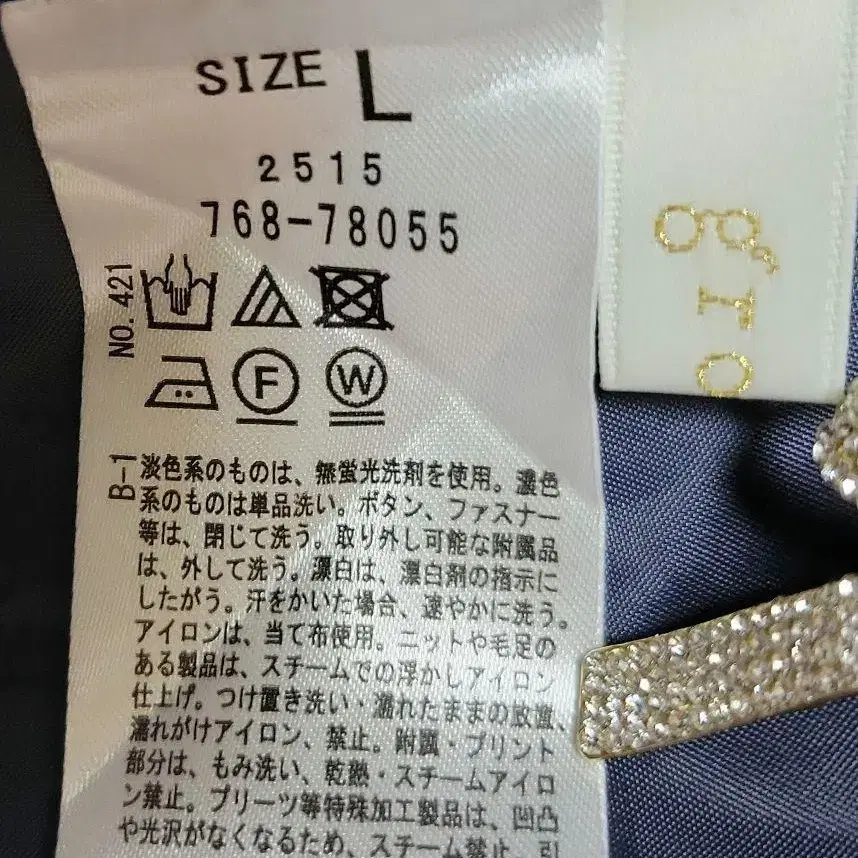 SIZE L
2515
768-78055
NO. 421
F
W
B-1
淡色系のものは、無蛍光洗剤を使用。濃色
系のものは単品洗い。ボタン、ファスナー
等は、閉じて洗う。取り外し可能な附属品
は、外して洗う。漂白は、漂白剤の指示に
したがう。汗をかいた場合、速やかに洗う。
アイロンは、当て布使用。ニットや毛足の
ある製品は、スチームでの浮かしアイロン
仕上げ。つけ置き洗い・濡れたままの放置、
濡れがけアイロン、禁止。附属・プリント
部分は、もみ洗い、乾熱・スチームアイロ
ン禁止。プリーツ等特殊加工製品は、凹凸
や光沢がなくなるため、スチーム禁止。引
gr
ro